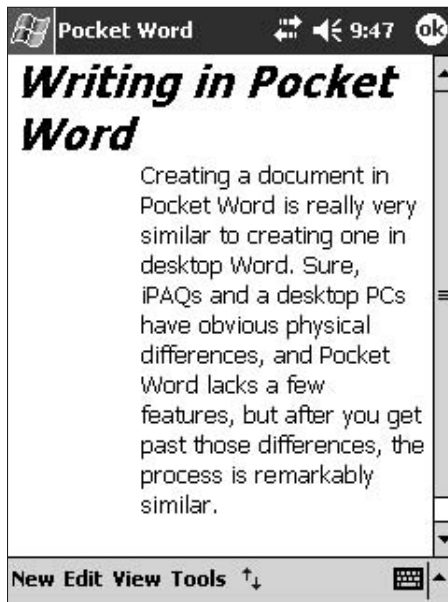 Pocket Word 9:47 ok
Writing in Pocket
Word
Creating a document in
Pocket Word is really very
similar to creating one in
desktop Word. Sure,
iPAQs and a desktop PCs
have obvious physical
differences, and Pocket
Word lacks a few
features, but after you get
past those differences, the
process is remarkably
similar.
New Edit View Tools